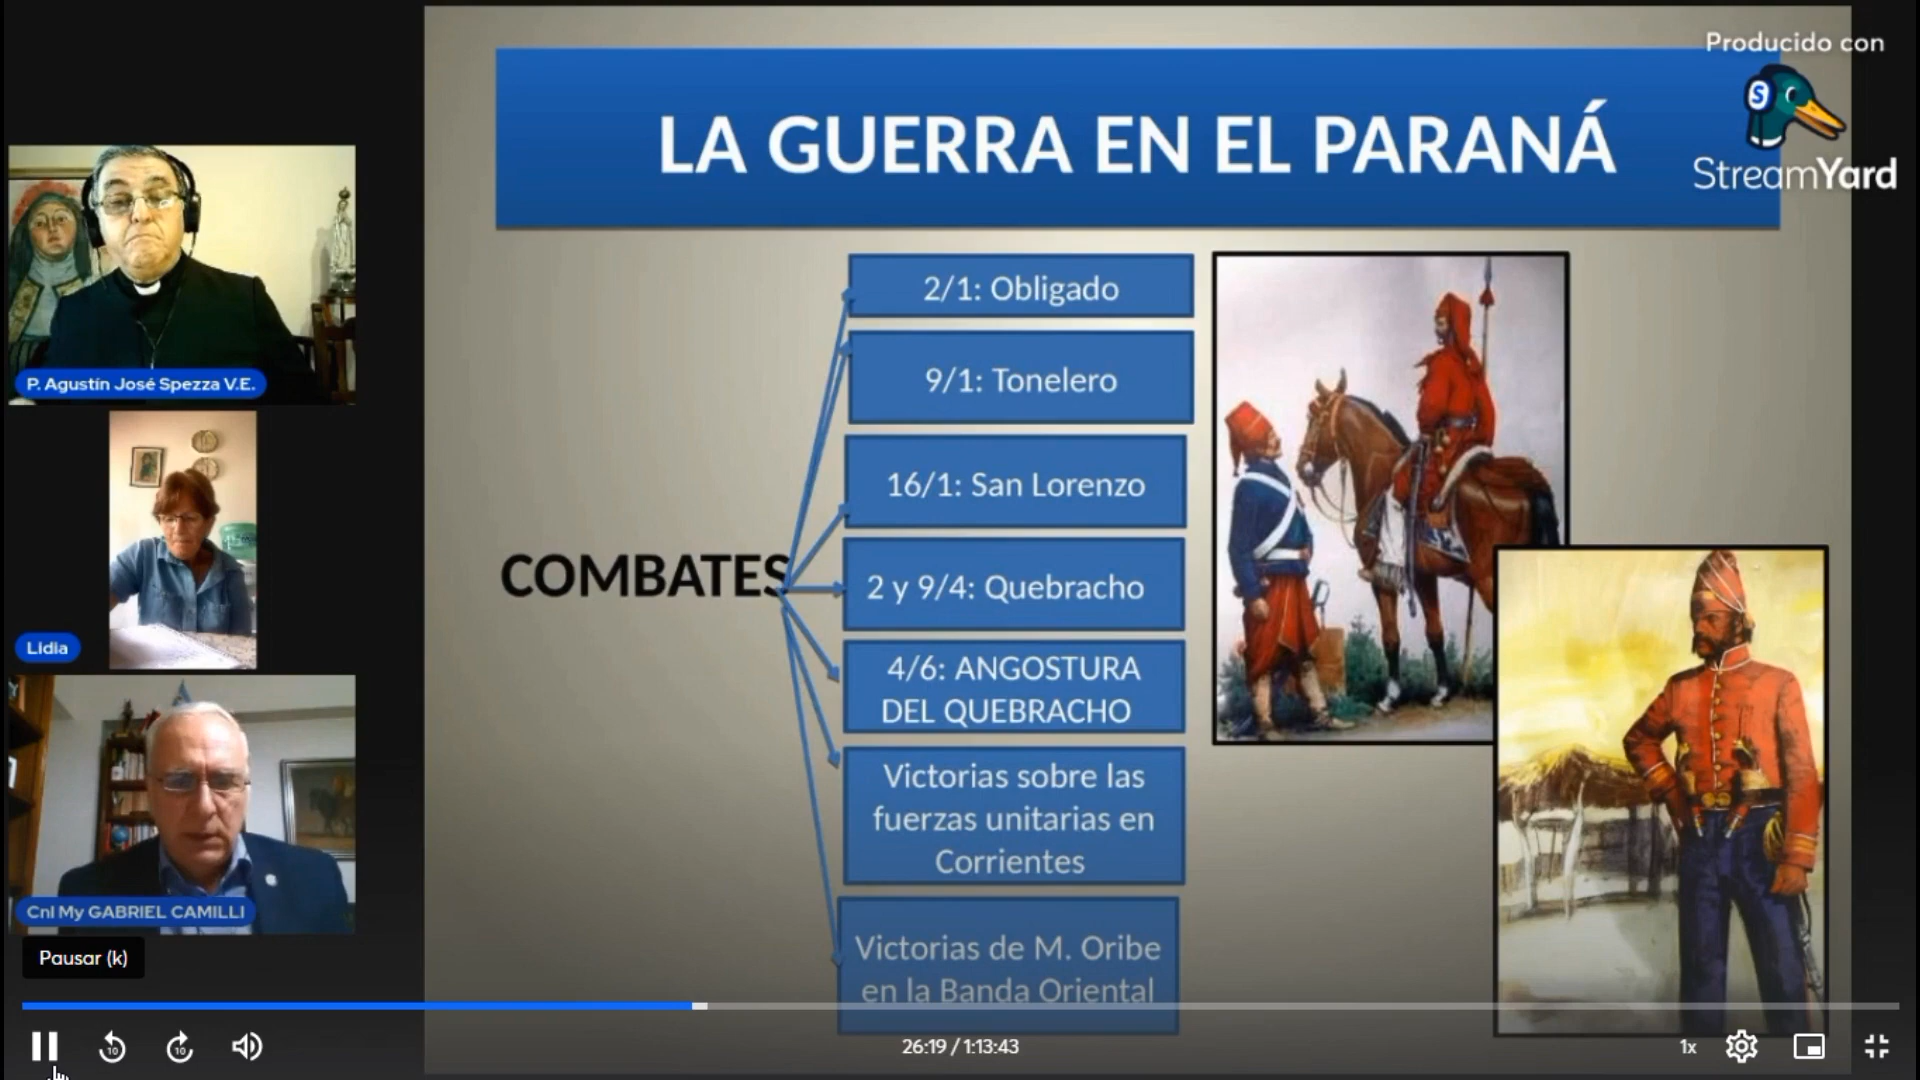 LA GUERRA EN EL PARANÁ
Producido con
S
StreamYard
P. Agustín José Spezza V.E.
Lidia
Cnl My GABRIEL CAMILLI
COMBATES
2/1: Obligado
9/1: Tonelero
16/1: San Lorenzo
2 y 9/4: Quebracho
4/6: ANGOSTURA
DEL QUEBRACHO
Victorias sobre las
fuerzas unitarias en
Corrientes
Victorias de M. Oribe
en la Banda Oriental
Pausar (k)
10
10
26:19 / 1:13:43
1x